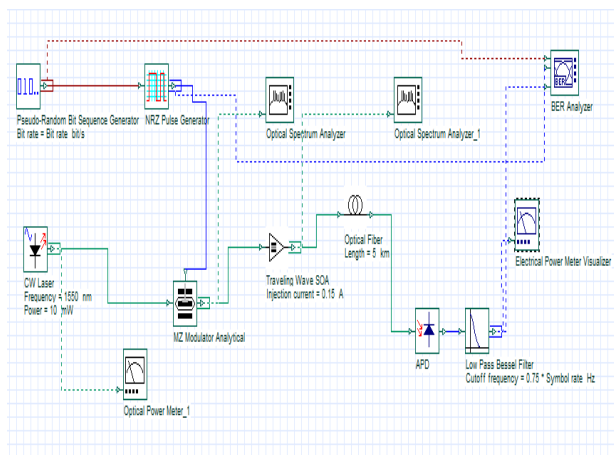 010..
BER
BER Analyzer
Pseudo-Random Bit Sequence Generator
Bit rate = Bit rate bit/s
NRZ Pulse Generator
Optical Spectrum Analyzer
Optical Spectrum Analyzer_1
Electrical Power Meter Visualizer
Optical Fiber
Length = 5 km
CW Laser
Frequency = 1550 nm
Power = 10 mW
Traveling Wave SOA
Injection current = 0.15 A
MZ
MZ Modulator Analytical
APD
Low Pass Bessel Filter
Cutoff frequency = 0.75 * Symbol rate Hz
Optical Power Meter_1